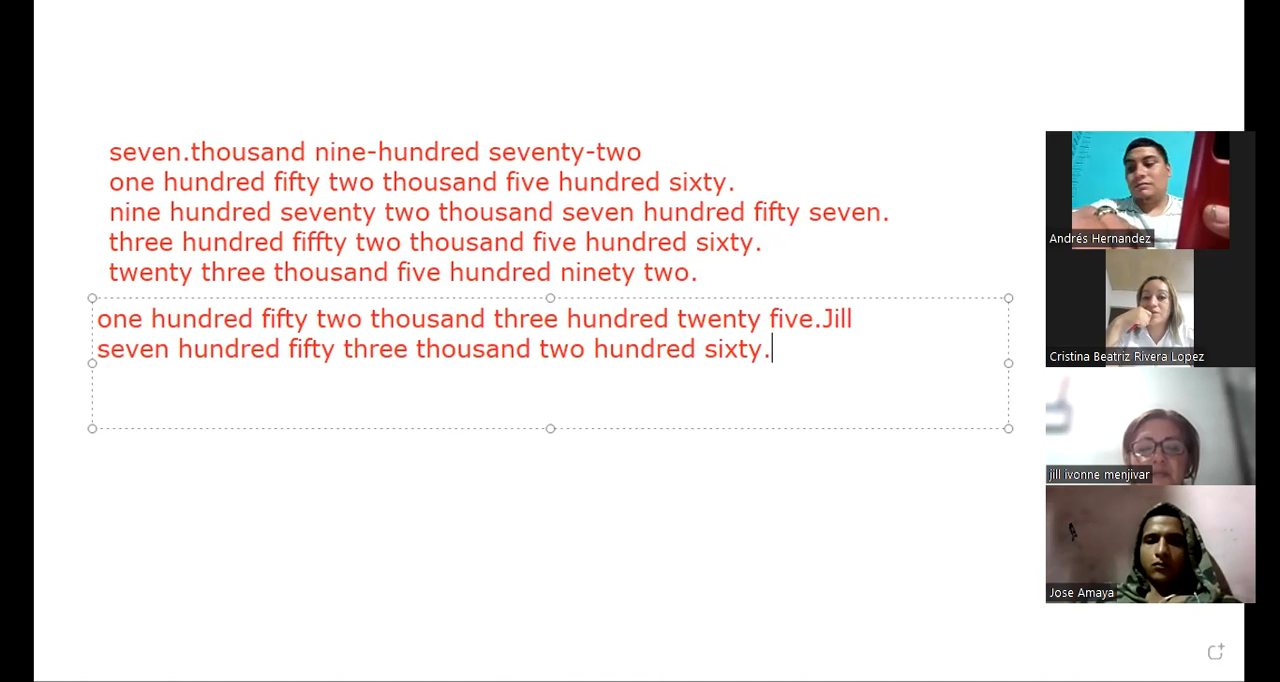 seven.thousand nine-hundred seventy-two
one hundred fifty two thousand five hundred sixty.
nine hundred seventy two thousand seven hundred fifty seven.
three hundred fiffty two thousand five hundred sixty.
twenty three thousand five hundred ninety two.
one hundred fifty two thousand three hundred twenty five.Jill
seven hundred fifty three thousand two hundred sixty.
Andrés Hernandez
Cristina Beatriz Rivera Lopez
jill ivonne menjivar
Jose Amaya